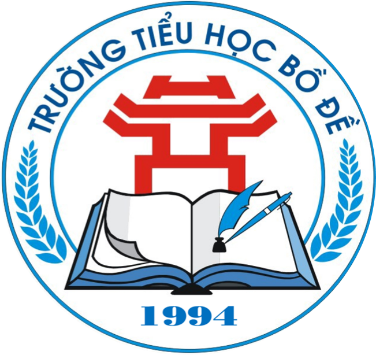 TRƯỜNG TIỂU HỌC BỒ ĐỀ
1994